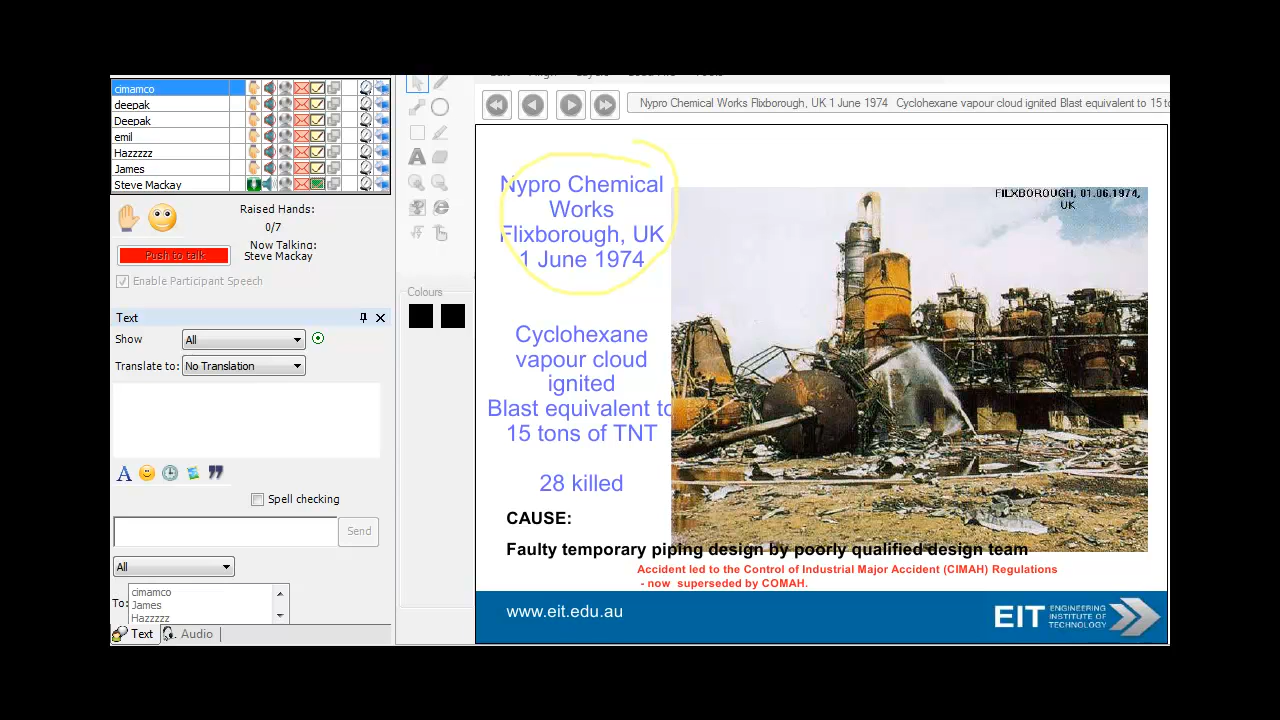 cimamco
deepak
Deepak
emil
Hazzzzz
James
Steve Mackay
Raised Hands:
0/7
Now Talking:
Steve Mackay
Push to talk
Enable Participant Speech
Text
Show
All
Translate to:
No Translation
Spell checking
Send
All
To:
cimamco
James
Hazzzzz
Text
Audio
Colours
Nypro Chemical Works Flixborough, UK 1 June 1974 Cyclohexane vapour cloud ignited Blast equivalent to 15 to
Nypro Chemical
Works
Flixborough, UK
1 June 1974
Cyclohexane
vapour cloud
ignited
Blast equivalent to
15 tons of TNT
28 killed
FILXBOROUGH, 01.06.1974,
UK
CAUSE:
Faulty temporary piping design by poorly qualified design team
Accident led to the Control of Industrial Major Accident (CIMAH) Regulations
- now superseded by COMAH.
www.eit.edu.au
EIT
ENGINEERING
INSTITUTE OF
TECHNOLOGY